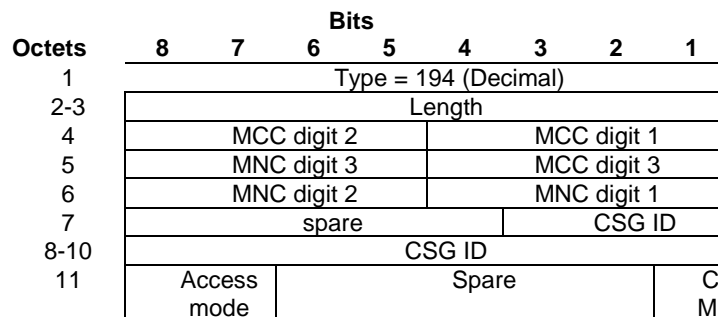 Bits
Octets 8 7 6 5 4 3 2 1
1 Type = 194 (Decimal)
2-3 Length
4 MCC digit 2 MCC digit 1
5 MNC digit 3 MCC digit 3
6 MNC digit 2 MNC digit 1
7 spare CSG ID
8-10 CSG ID
11 Access Spare C
mode M